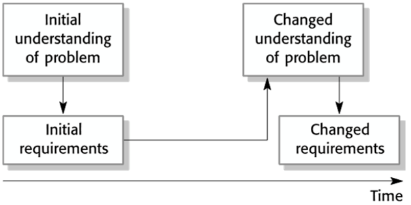 Initial
understanding
of problem
Changed
understanding
of problem
Initial
requirements
Changed
requirements
Time